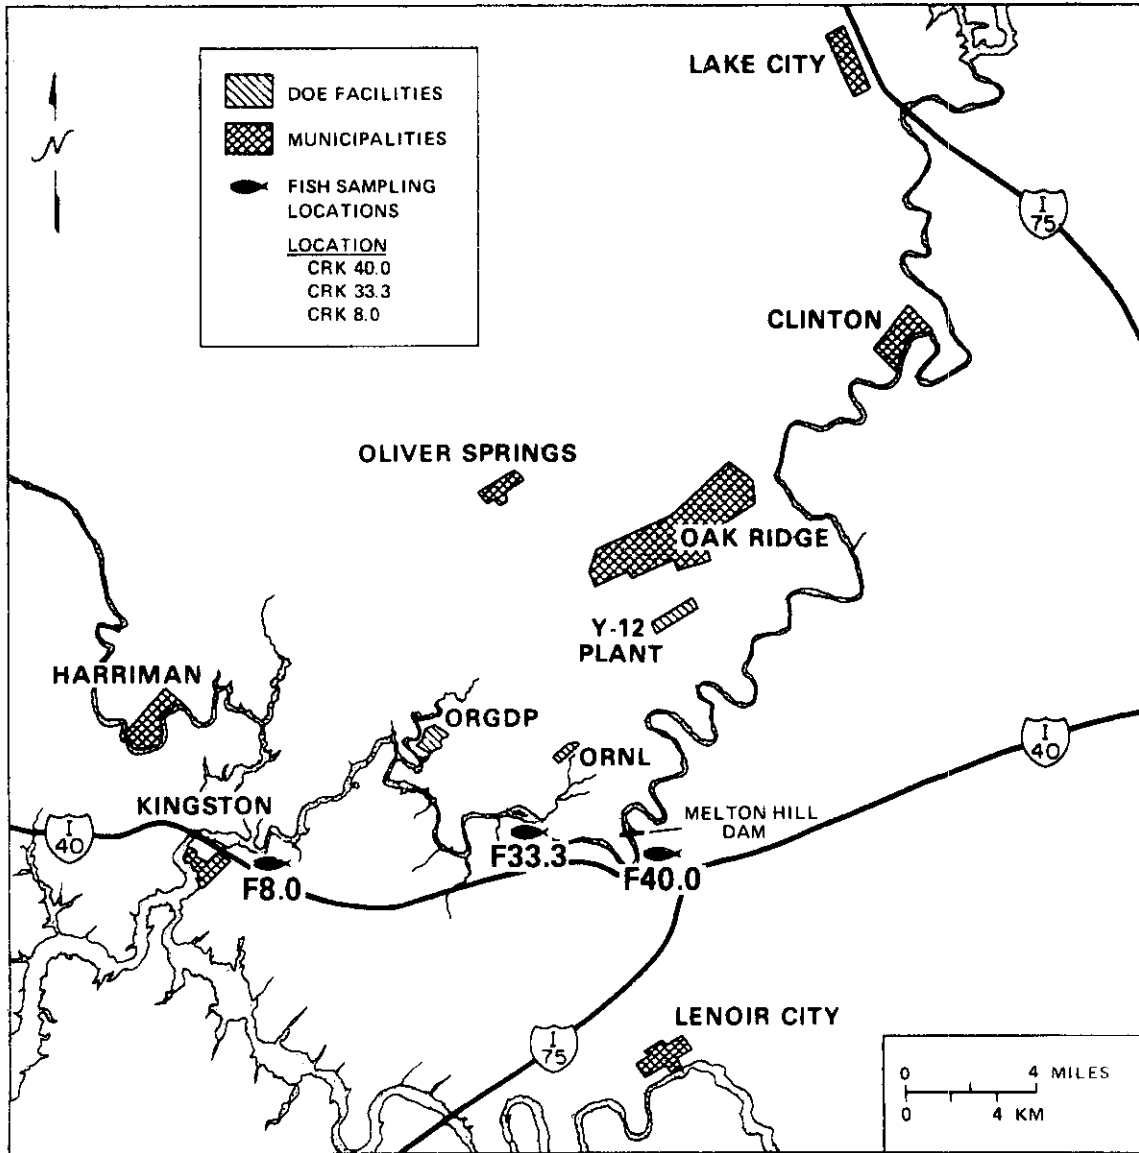 LAKE CITY
DOE FACILITIES
MUNICIPALITIES
FISH SAMPLING
LOCATIONS
LOCATION
CRK 40.0
CRK 33.3
CRK 8.0
N
I
75
CLINTON
OLIVER SPRINGS
OAK RIDGE
Y-12
PLANT
HARRIMAN
ORGDP
ORNL
I
40
KINGSTON
MELTON HILL
DAM
I
40
F33.3
F40.0
F8.0
LENOIR CITY
I
75
0 4 MILES
0 4 KM